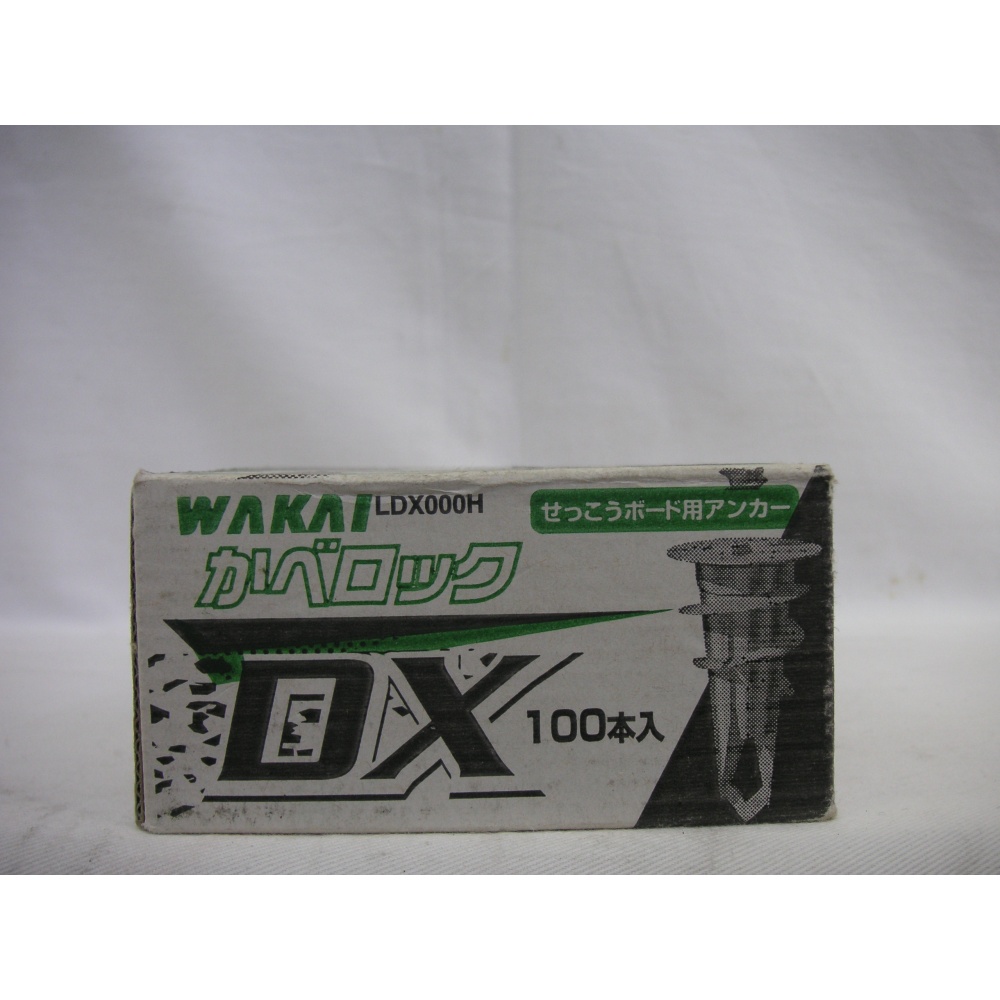 WAKAI LDX000H
せっこうボード用アンカー
かべロック
DX
100本入